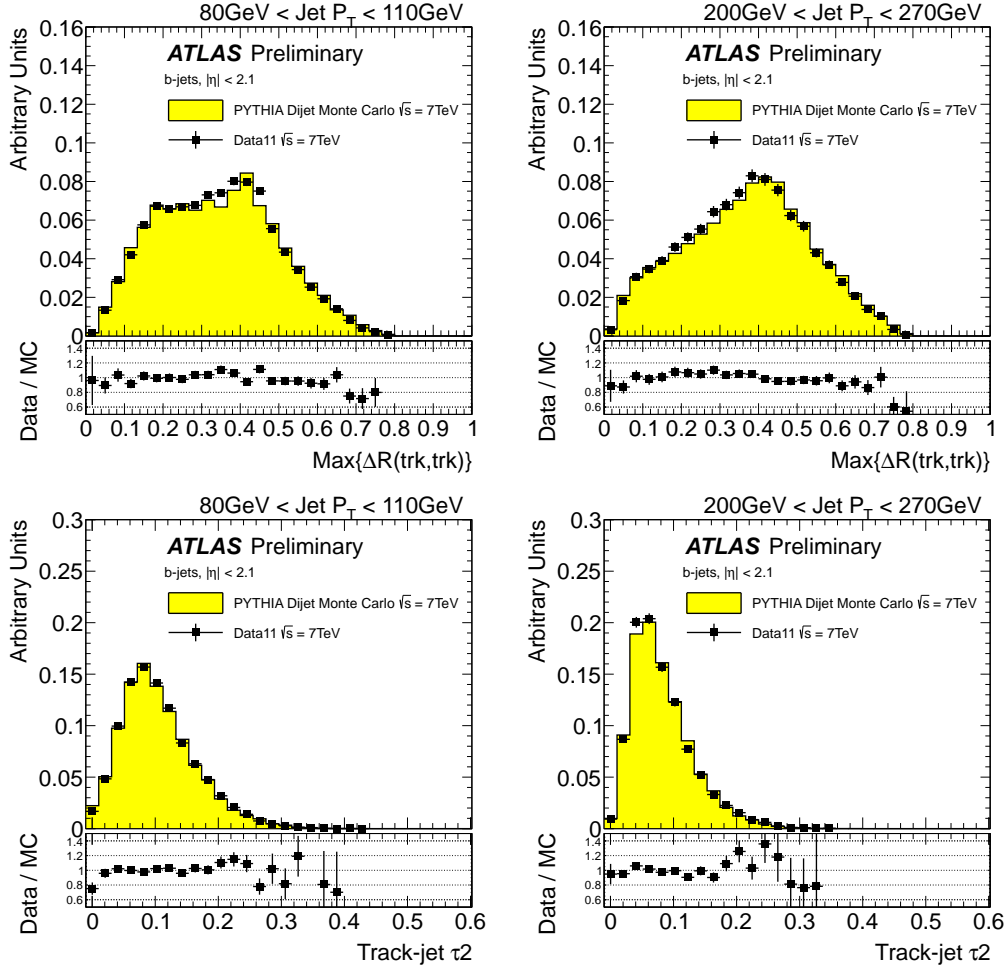 80GeV < Jet P_T < 110GeV
Arbitrary Units
0.16
0.14
0.12
0.1
0.08
0.06
0.04
0.02
0
ATLAS Preliminary
b-jets, |η| < 2.1
PYTHIA Dijet Monte Carlo √s = 7TeV
Data11 √s = 7TeV
Data / MC
1.4
1.2
1
0.8
0.6
0 0.1 0.2 0.3 0.4 0.5 0.6 0.7 0.8 0.9 1
Max{ΔR(trk,trk)}
200GeV < Jet P_T < 270GeV
Arbitrary Units
0.16
0.14
0.12
0.1
0.08
0.06
0.04
0.02
0
ATLAS Preliminary
b-jets, |η| < 2.1
PYTHIA Dijet Monte Carlo √s = 7TeV
Data11 √s = 7TeV
Data / MC
1.4
1.2
1
0.8
0.6
0 0.1 0.2 0.3 0.4 0.5 0.6 0.7 0.8 0.9 1
Max{ΔR(trk,trk)}
80GeV < Jet P_T < 110GeV
Arbitrary Units
0.3
0.25
0.2
0.15
0.1
0.05
0
ATLAS Preliminary
b-jets, |η| < 2.1
PYTHIA Dijet Monte Carlo √s = 7TeV
Data11 √s = 7TeV
Data / MC
1.4
1.2
1
0.8
0.6
0 0.1 0.2 0.3 0.4 0.5 0.6
Track-jet τ2
200GeV < Jet P_T < 270GeV
Arbitrary Units
0.3
0.25
0.2
0.15
0.1
0.05
0
ATLAS Preliminary
b-jets, |η| < 2.1
PYTHIA Dijet Monte Carlo √s = 7TeV
Data11 √s = 7TeV
Data / MC
1.4
1.2
1
0.8
0.6
0 0.1 0.2 0.3 0.4 0.5 0.6
Track-jet τ2